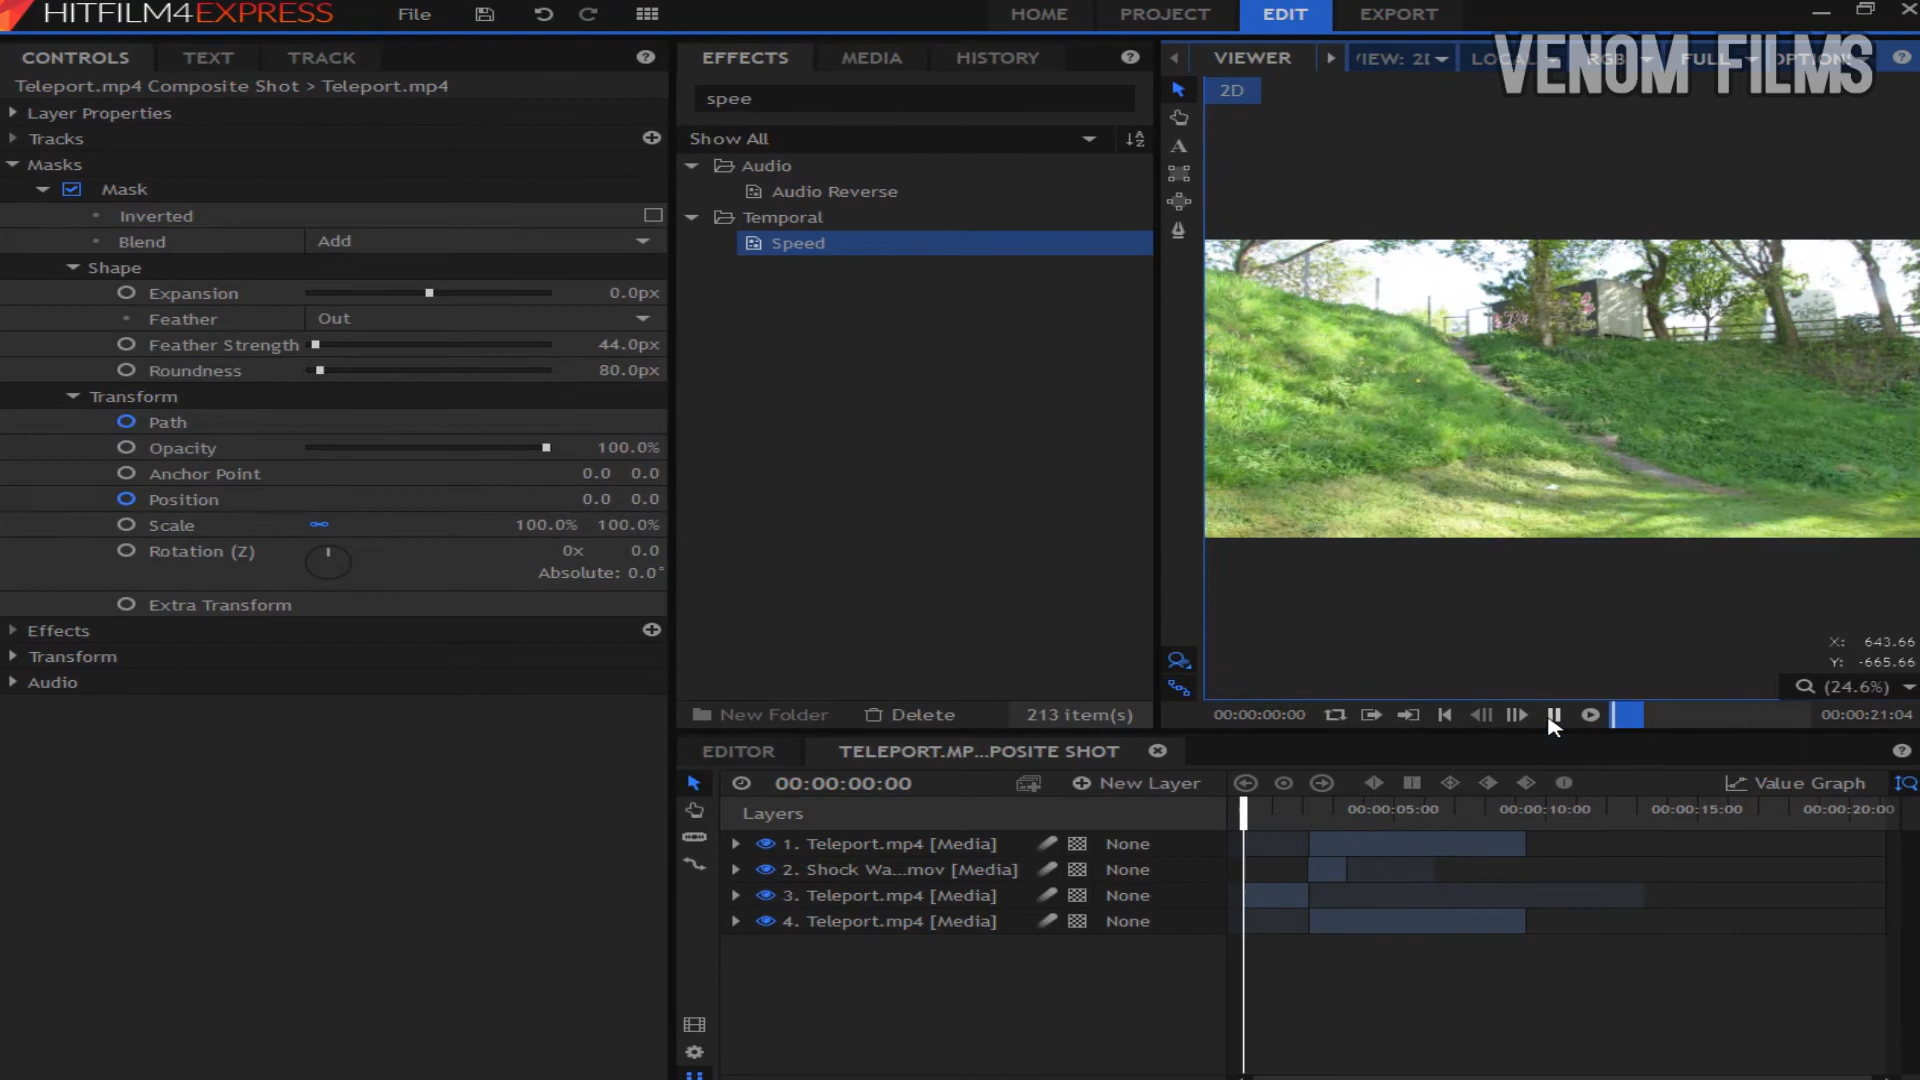 HITFILM4EXPRESS
File
HOME
PROJECT
EDIT
EXPORT
CONTROLS
TEXT
TRACK
EFFECTS
MEDIA
HISTORY
VIEWER
FULL
VENOM FILMS
Teleport.mp4 Composite Shot > Teleport.mp4
Layer Properties
Tracks
Masks
Mask
Inverted
Blend Add
Shape
Expansion 0.0px
Feather Out
Feather Strength 44.0px
Roundness 80.0px
Transform
Path
Opacity 100.0%
Anchor Point 0.0 0.0
Position 0.0 0.0
Scale 100.0% 100.0%
Rotation (Z) 0x 0.0
Absolute: 0.0°
Extra Transform
Effects
Transform
Audio
spee
Show All
Audio
Audio Reverse
Temporal
Speed
New Folder
Delete
213 item(s)
2D
X: 643.66
Y: -665.66
(24.6%)
00:00:00:00
00:00:21:04
EDITOR
TELEPORT.MP...POSITE SHOT
00:00:00:00
New Layer
Value Graph
Layers
00:00:05:00
00:00:10:00
00:00:15:00
00:00:20:00
1. Teleport.mp4 [Media] None
2. Shock Wa...mov [Media] None
3. Teleport.mp4 [Media] None
4. Teleport.mp4 [Media] None